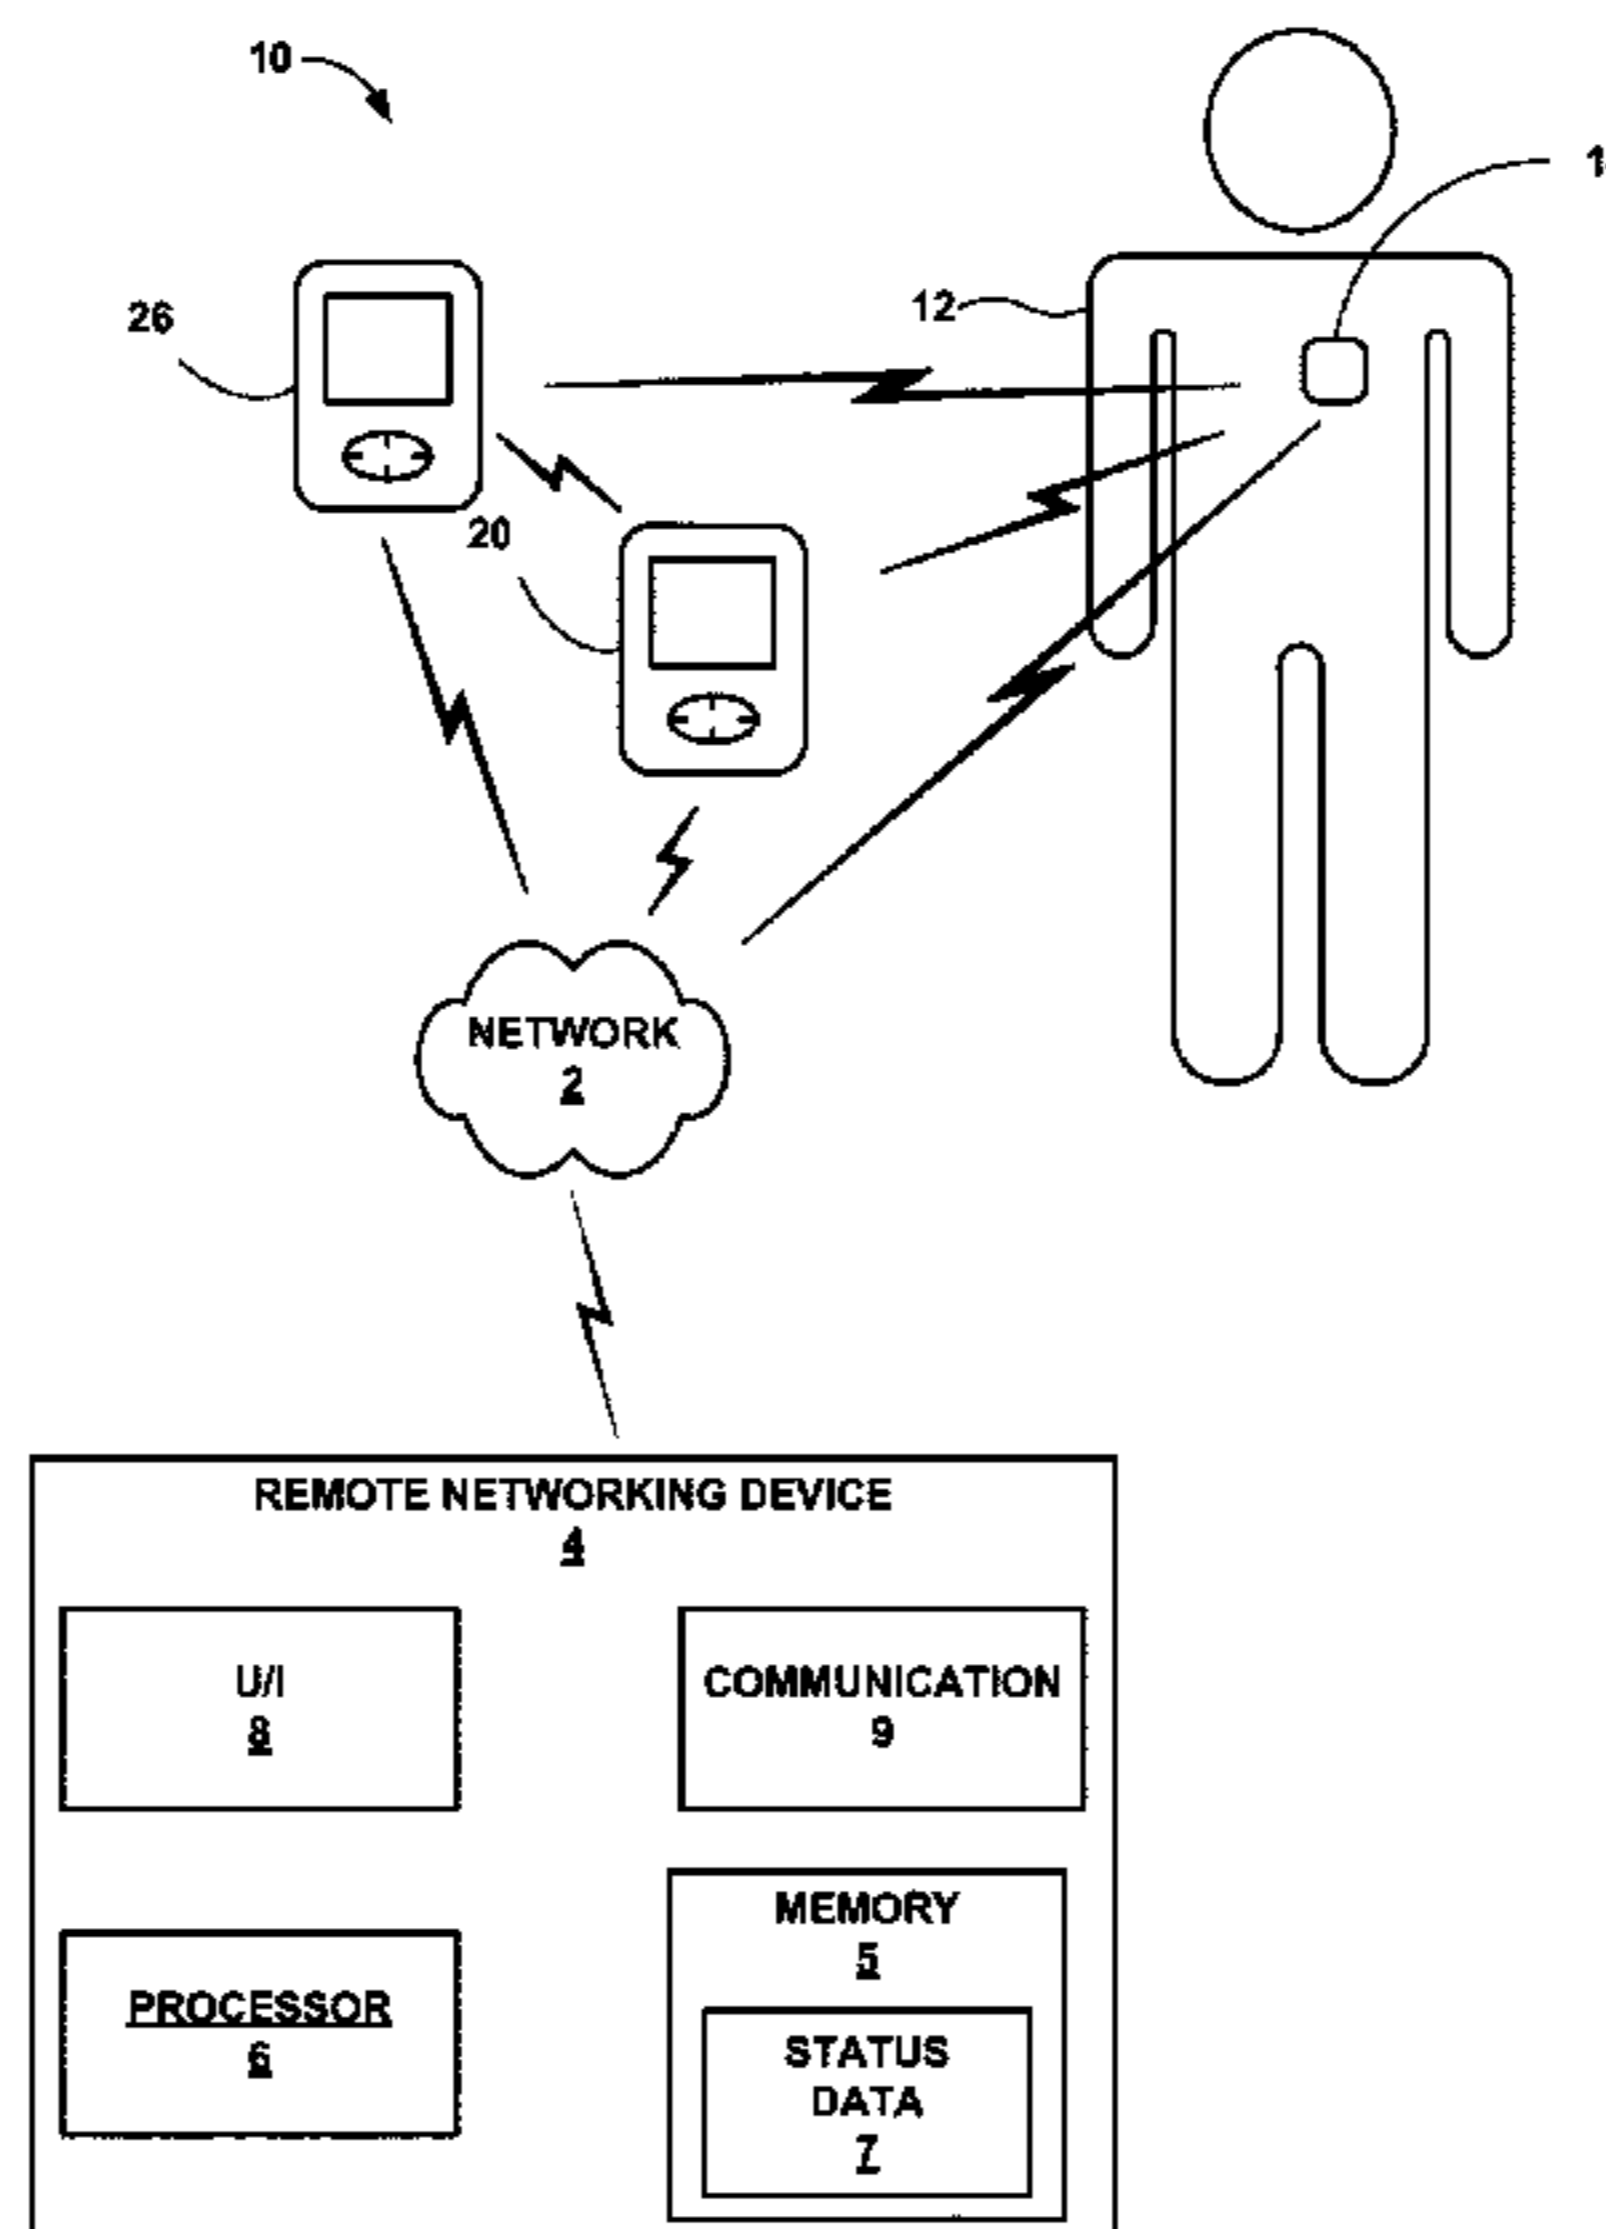 10
26
12
20
NETWORK
2
REMOTE NETWORKING DEVICE
4
U/I
8
COMMUNICATION
9
PROCESSOR
6
MEMORY
5
STATUS
DATA
7